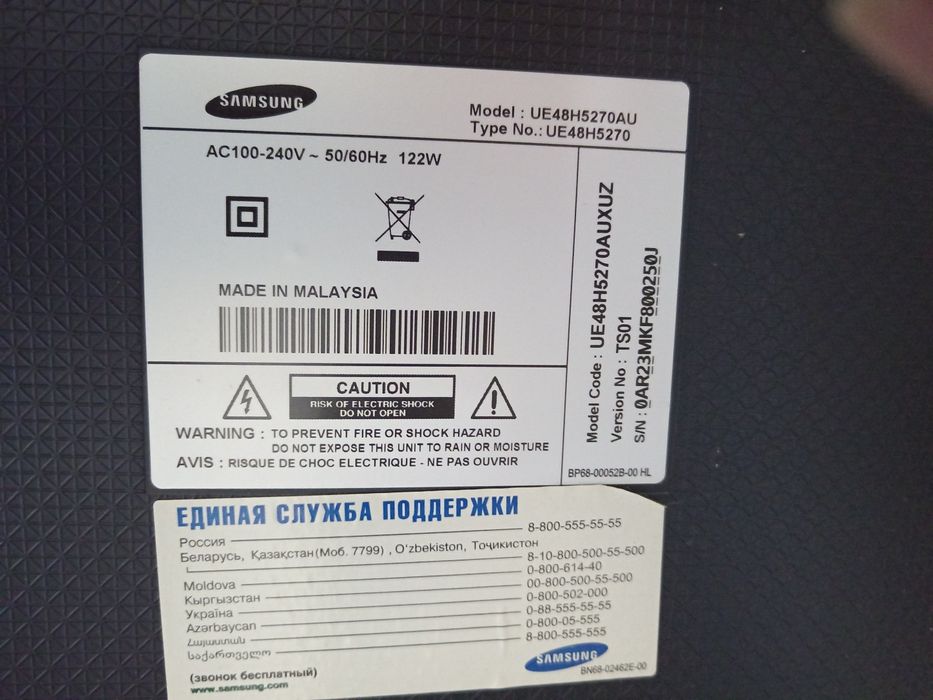 SAMSUNG
Model : UE48H5270AU
Type No.: UE48H5270
AC100-240V ~ 50/60Hz 122W
MADE IN MALAYSIA
CAUTION
RISK OF ELECTRIC SHOCK
DO NOT OPEN
WARNING : TO PREVENT FIRE OR SHOCK HAZARD
DO NOT EXPOSE THIS UNIT TO RAIN OR MOISTURE
AVIS : RISQUE DE CHOC ELECTRIQUE - NE PAS OUVRIR
Model Code : UE48H5270AUXUZ
Version No : TS01
S/N : 0AR23MKF800250J
BP68-00052B-00 HL
ЕДИНАЯ СЛУЖБА ПОДДЕРЖКИ
Россия 8-800-555-55-55
Беларусь, Қазақстан(Моб. 7799) , O'zbekiston, Тоҷикистон
8-10-800-500-55-500
Moldova 0-800-614-40
Кыргызстан 00-800-500-55-500
Україна 0-800-502-000
Azərbaycan 0-88-555-55-55
Հայաստան 0-800-05-555
საქართველო 8-800-555-555
(звонок бесплатный)
www.samsung.com
SAMSUNG
BN68-02462E-00